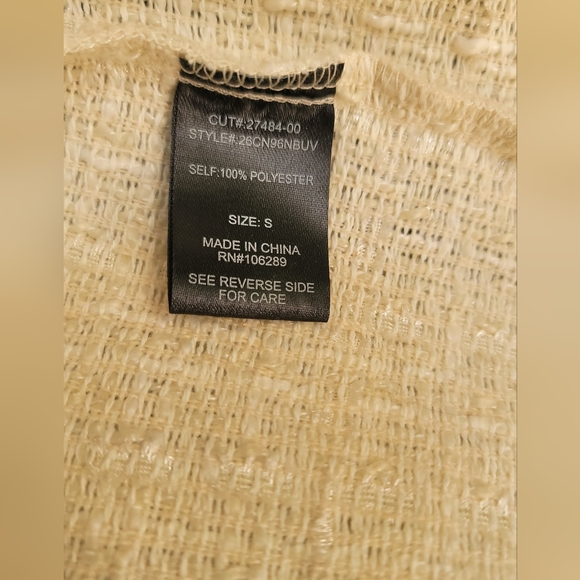 CUT#:27484-00
STYLE#:26CN96NBUV
SELF:100% POLYESTER
SIZE: S
MADE IN CHINA
RN#106289
SEE REVERSE SIDE
FOR CARE